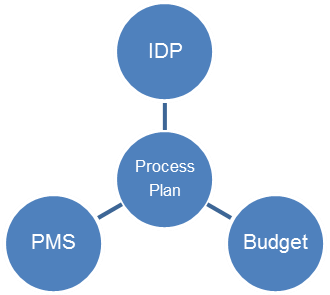 IDP
Process
Plan
PMS
Budget